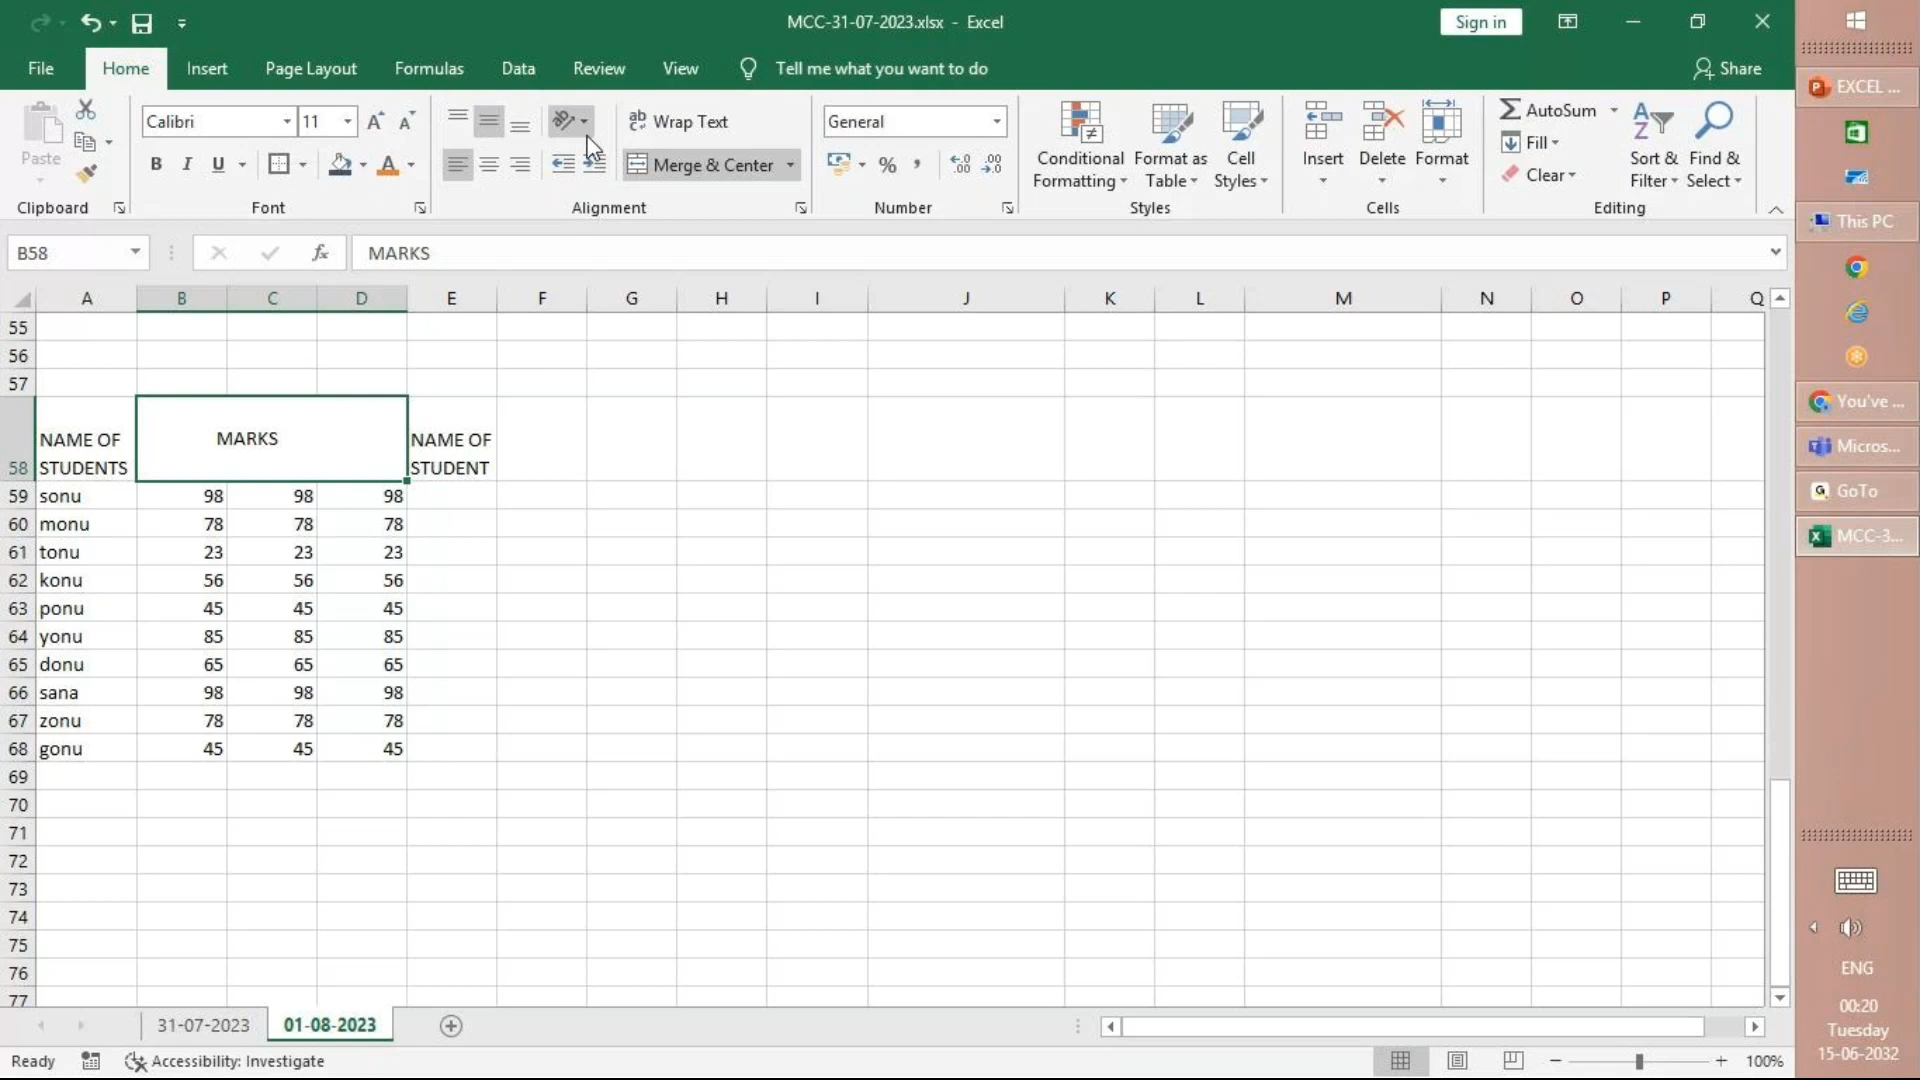 MCC-31-07-2023.xlsx - Excel
Sign in
File Home Insert Page Layout Formulas Data Review View Tell me what you want to do Share
Paste
Clipboard
Calibri 11
B I U A
Font
Wrap Text
Merge & Center
Alignment
General
% ,
Number
Conditional Formatting
Format as Table
Cell Styles
Styles
Insert
Delete
Format
Cells
AutoSum
Fill
Clear
Sort & Filter
Find & Select
Editing
B58 fx MARKS
A B C D E F G H I J K L M N O P Q
55
56
57
58 NAME OF STUDENTS MARKS NAME OF STUDENT
59 sonu 98 98 98
60 monu 78 78 78
61 tonu 23 23 23
62 konu 56 56 56
63 ponu 45 45 45
64 yonu 85 85 85
65 donu 65 65 65
66 sana 98 98 98
67 zonu 78 78 78
68 gonu 45 45 45
69
70
71
72
73
74
75
76
77
31-07-2023 01-08-2023
Ready Accessibility: Investigate 100%
EXCEL ...
This PC
You've ...
Micros...
GoTo
MCC-3...
ENG
00:20
Tuesday
15-06-2032